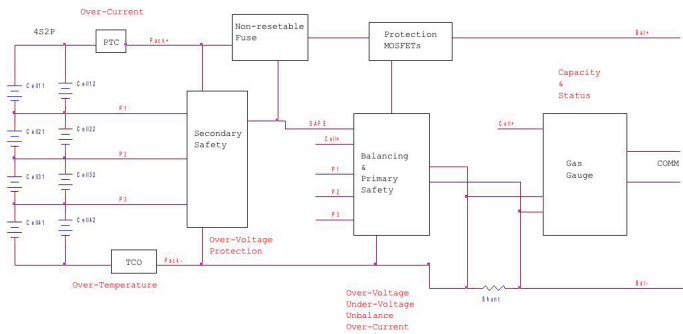 Over-Current
4S2P
PTC
Pack+
Non-resetable
Fuse
Protection
MOSFETs
Bat+
Capacity
&
Status
Cell11
Cell12
P1
Cell21
Cell22
P2
Cell31
Cell32
P3
Cell41
Cell42
Secondary
Safety
SAFE
Cell+
P1
P2
P3
Balancing
&
Primary
Safety
Cell+
Gas
Gauge
COMM
Over-Voltage
Protection
TCO
Pack-
Over-Temperature
Over-Voltage
Under-Voltage
Unbalance
Over-Current
Shunt
Bat-